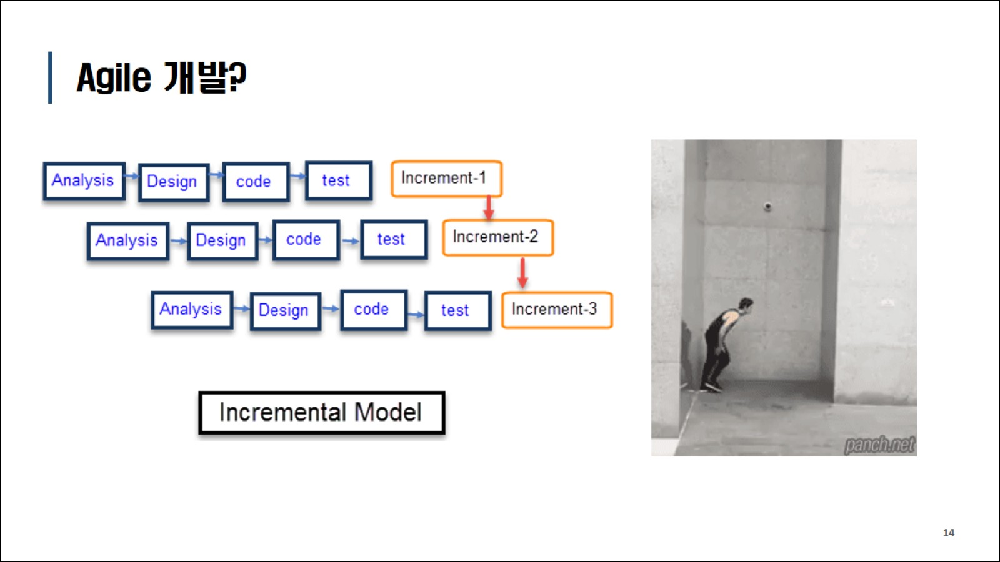 Agile 개발?
Analysis Design code test Increment-1
Analysis Design code test Increment-2
Analysis Design code test Increment-3
Incremental Model
panch.net
14